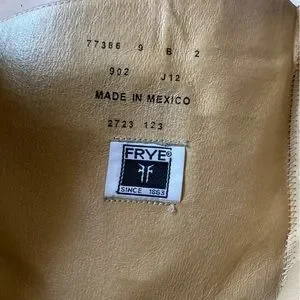 77386 9 B 2
902 J12
MADE IN MEXICO
2723 123
FRYE®
SINCE 1863